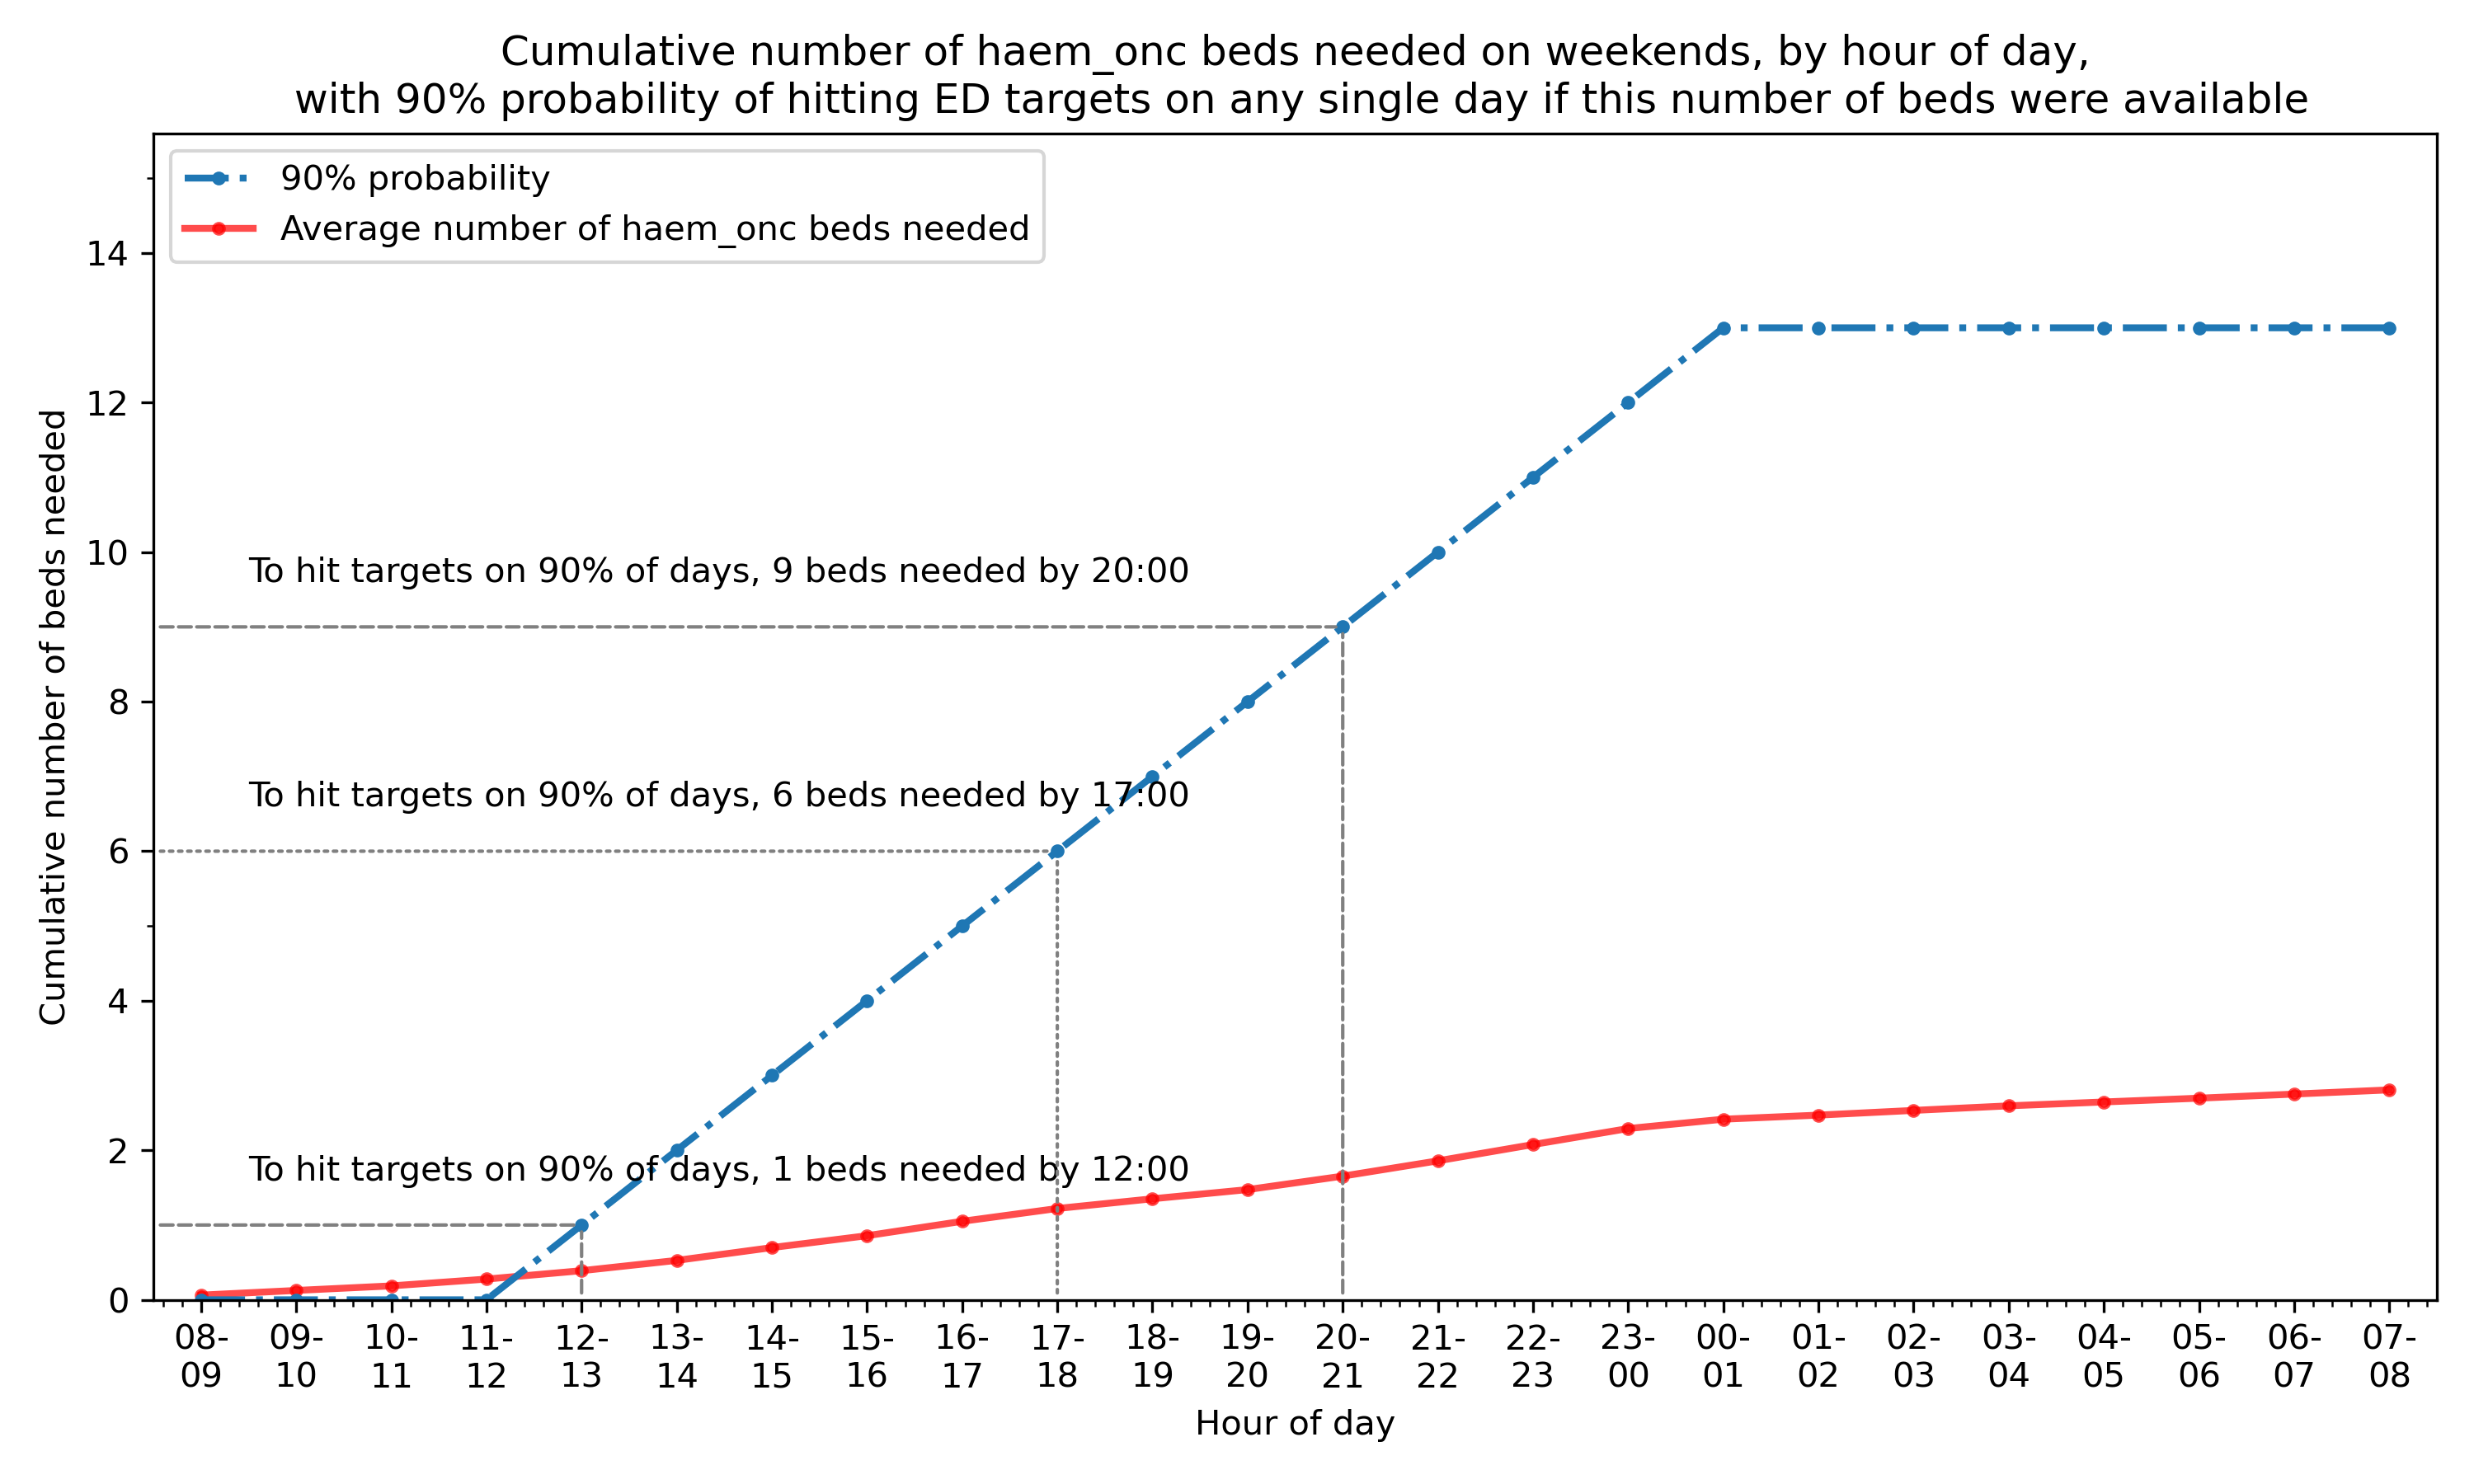 Cumulative number of haem_onc beds needed on weekends, by hour of day,
with 90% probability of hitting ED targets on any single day if this number of beds were available
90% probability
Average number of haem_onc beds needed
Cumulative number of beds needed
14
12
10
8
6
4
2
0
To hit targets on 90% of days, 9 beds needed by 20:00
To hit targets on 90% of days, 6 beds needed by 17:00
To hit targets on 90% of days, 1 beds needed by 12:00
08- 09- 10- 11- 12- 13- 14- 15- 16- 17- 18- 19- 20- 21- 22- 23- 00- 01- 02- 03- 04- 05- 06- 07-
09 10 11 12 13 14 15 16 17 18 19 20 21 22 23 00 01 02 03 04 05 06 07 08
Hour of day